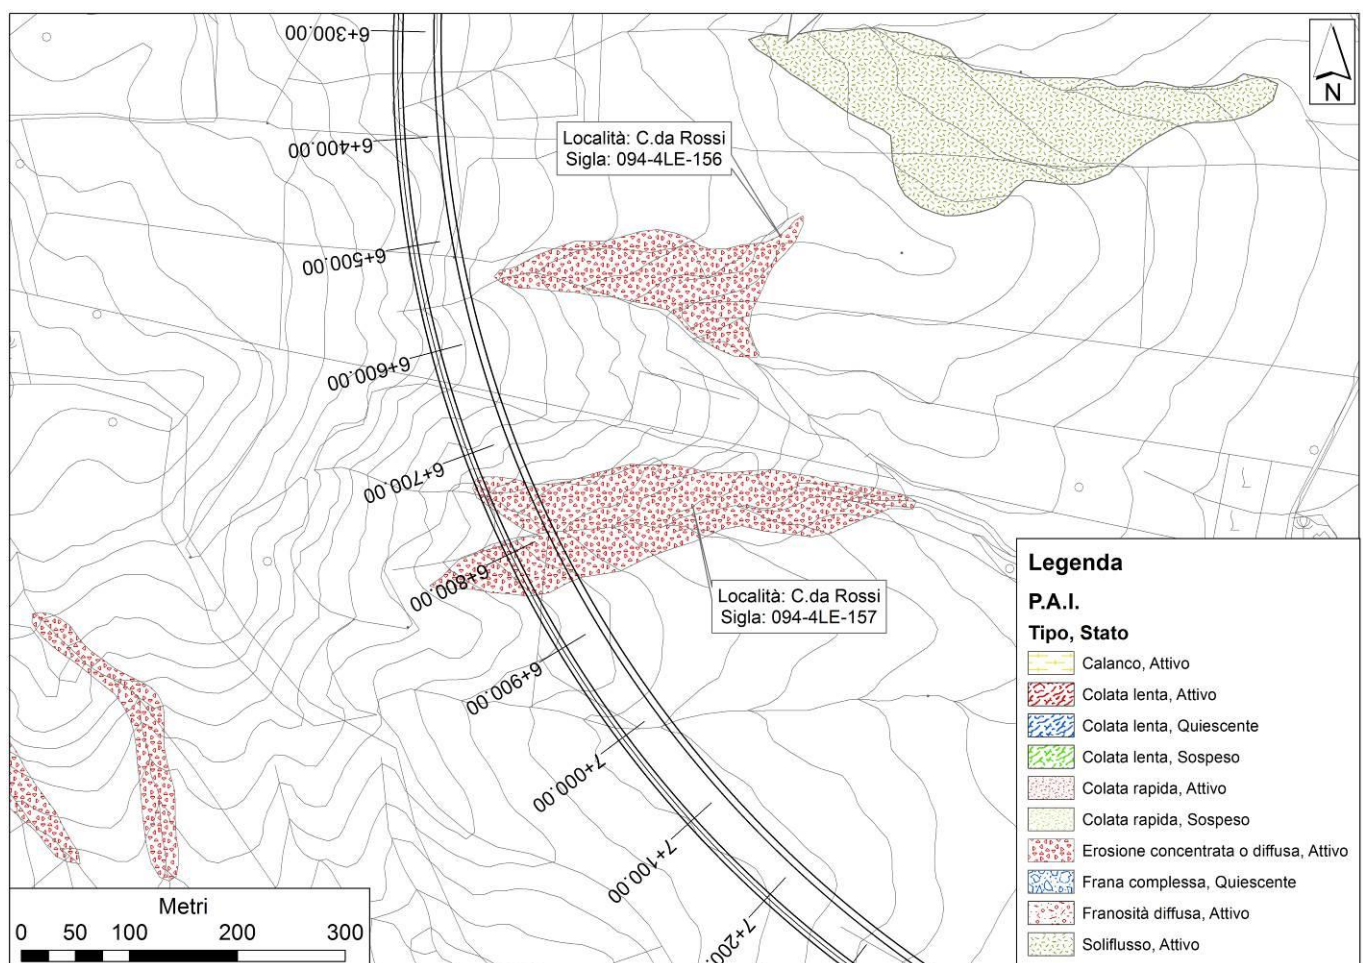 6+300.00
N
Località: C.da Rossi
Sigla: 094-4LE-156
6+400.00
6+500.00
6+600.00
6+700.00
6+800.00
Località: C.da Rossi
Sigla: 094-4LE-157
6+900.00
7+000.00
7+100.00
7+200.
Legenda
P.A.I.
Tipo, Stato
Calanco, Attivo
Colata lenta, Attivo
Colata lenta, Quiescente
Colata lenta, Sospeso
Colata rapida, Attivo
Colata rapida, Sospeso
Erosione concentrata o diffusa, Attivo
Frana complessa, Quiescente
Franosità diffusa, Attivo
Soliflusso, Attivo
Metri
0 50 100 200 300